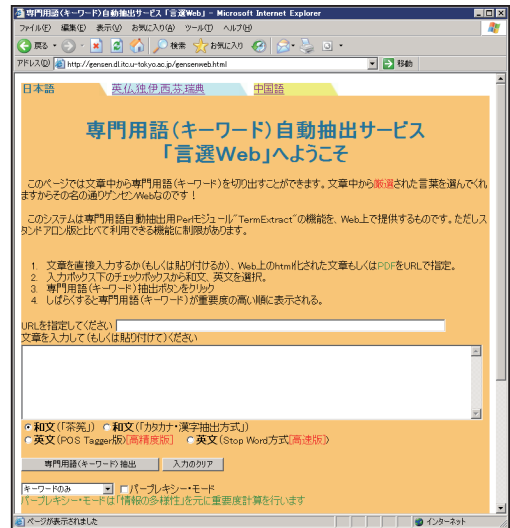 専門用語(キーワード)自動抽出サービス「言選Web」 - Microsoft Internet Explorer
ファイル(F) 編集(E) 表示(V) お気に入り(A) ツール(T) ヘルプ(H)
戻る 検索 お気に入り
アドレス(D) http://gensen.dl.itc.u-tokyo.ac.jp/gensenweb.html 移動
日本語 英,仏,独,伊,西,芬,瑞典 中国語
専門用語(キーワード)自動抽出サービス
「言選Web」へようこそ
このページでは文章中から専門用語(キーワード)を切り出すことができます。文章中から厳選された言葉を選んでくれ
ますからその名の通りゲンセンWebなのです!
このシステムは専門用語自動抽出用Perlモジュール"TermExtract"の機能を、Web上で提供するものです。ただしス
タンドアロン版と比べて利用できる機能に制限があります。
1. 文章を直接入力するか(もしくは貼り付けるか)、Web上のhtml化された文章もしくはPDFをURLで指定。
2. 入力ボックス下のチェックボックスから和文、英文を選択。
3. 専門用語(キーワード)抽出ボタンをクリック
4. しばらくすると専門用語(キーワード)が重要度の高い順に表示される。
URLを指定してください
文章を入力して(もしくは貼り付けて)ください
和文(「茶筌」) 和文(「カタカナ・漢字抽出方式」)
英文(POS Tagger版)[高精度版] 英文(Stop Word方式[高速版])
専門用語(キーワード)抽出 入力のクリア
キーワードのみ パープレキシー・モード
パープレキシー・モードは「情報の多様性」を元に重要度計算を行います
ページが表示されました インターネット